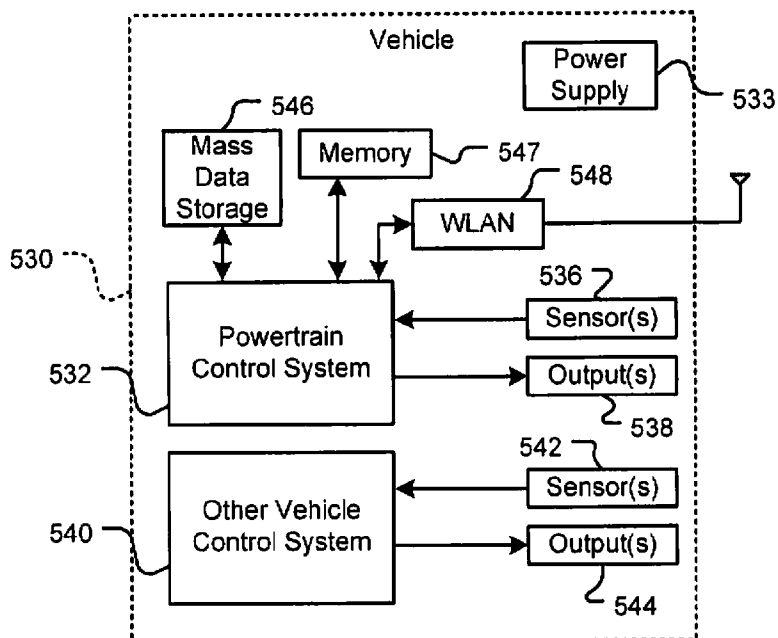 Vehicle
Power
Supply
533
546
Mass
Data
Storage
Memory
547
548
WLAN
530
536
Sensor(s)
Powertrain
Control System
532
Output(s)
538
542
Sensor(s)
Other Vehicle
Control System
540
Output(s)
544